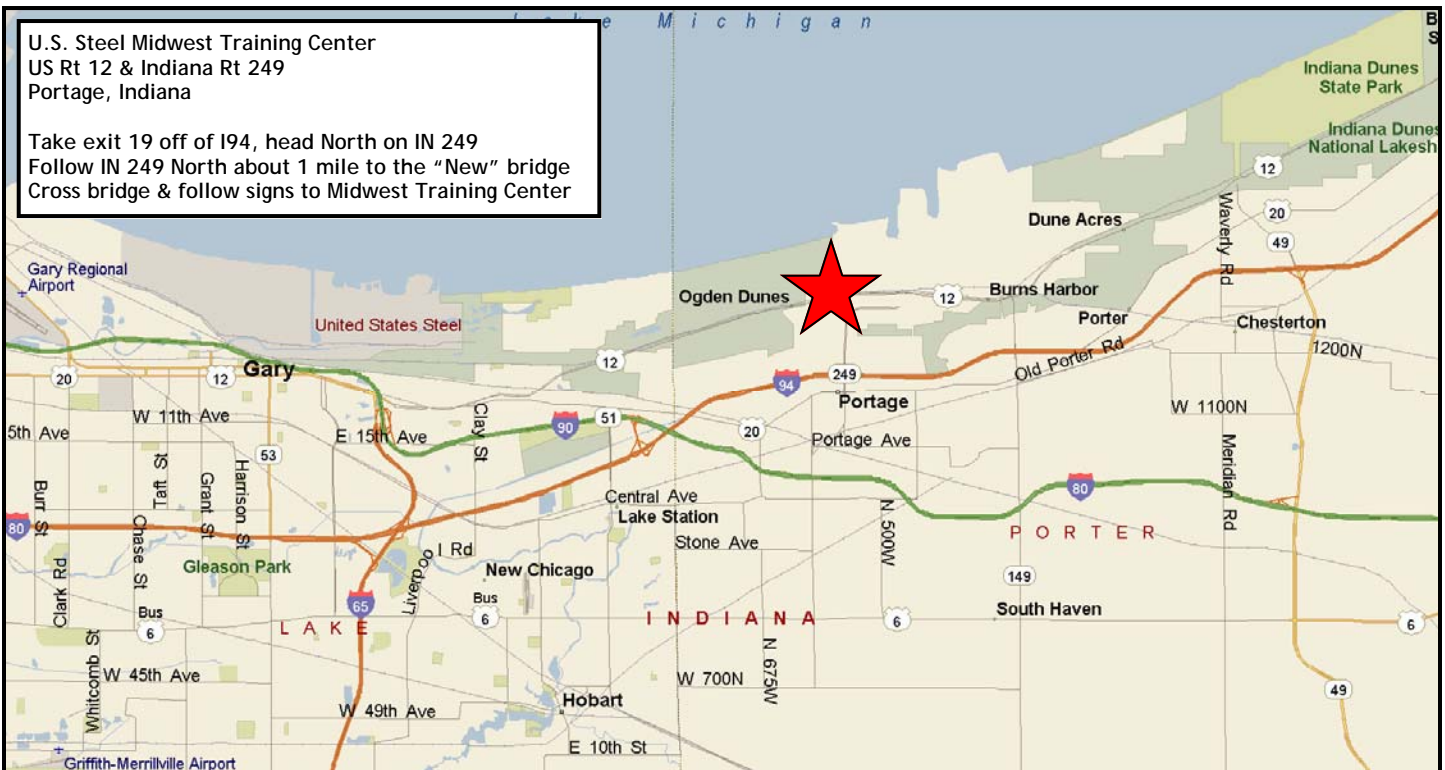 Lake Michigan
U.S. Steel Midwest Training Center
US Rt 12 & Indiana Rt 249
Portage, Indiana
Take exit 19 off of I94, head North on IN 249
Follow IN 249 North about 1 mile to the “New” bridge
Cross bridge & follow signs to Midwest Training Center
B
S
Indiana Dunes
State Park
Indiana Dunes
National Lakesh
12
Waverly Rd
20
Dune Acres
49
Gary Regional
Airport
Ogden Dunes
12
Burns Harbor
United States Steel
Porter
Chesterton
1200N
Old Porter Rd
12
Gary
20
12
94
249
Portage
W 1100N
W 11th Ave
Clay St
90
51
20
5th Ave
E 15th Ave
Portage Ave
53
Meridian Rd
Taft St
Grant St
Harrison St
Burr St
80
80
Central Ave
Lake Station
N 500W
PORTER
Chase St
Stone Ave
Liverpool Rd
Gleason Park
New Chicago
149
Clark Rd
65
Bus
6
Bus
6
South Haven
LAKE
INDIANA
6
6
N 675W
Whitcomb St
W 45th Ave
W 700N
49
Hobart
W 49th Ave
E 10th St
Griffith-Merrillville Airport